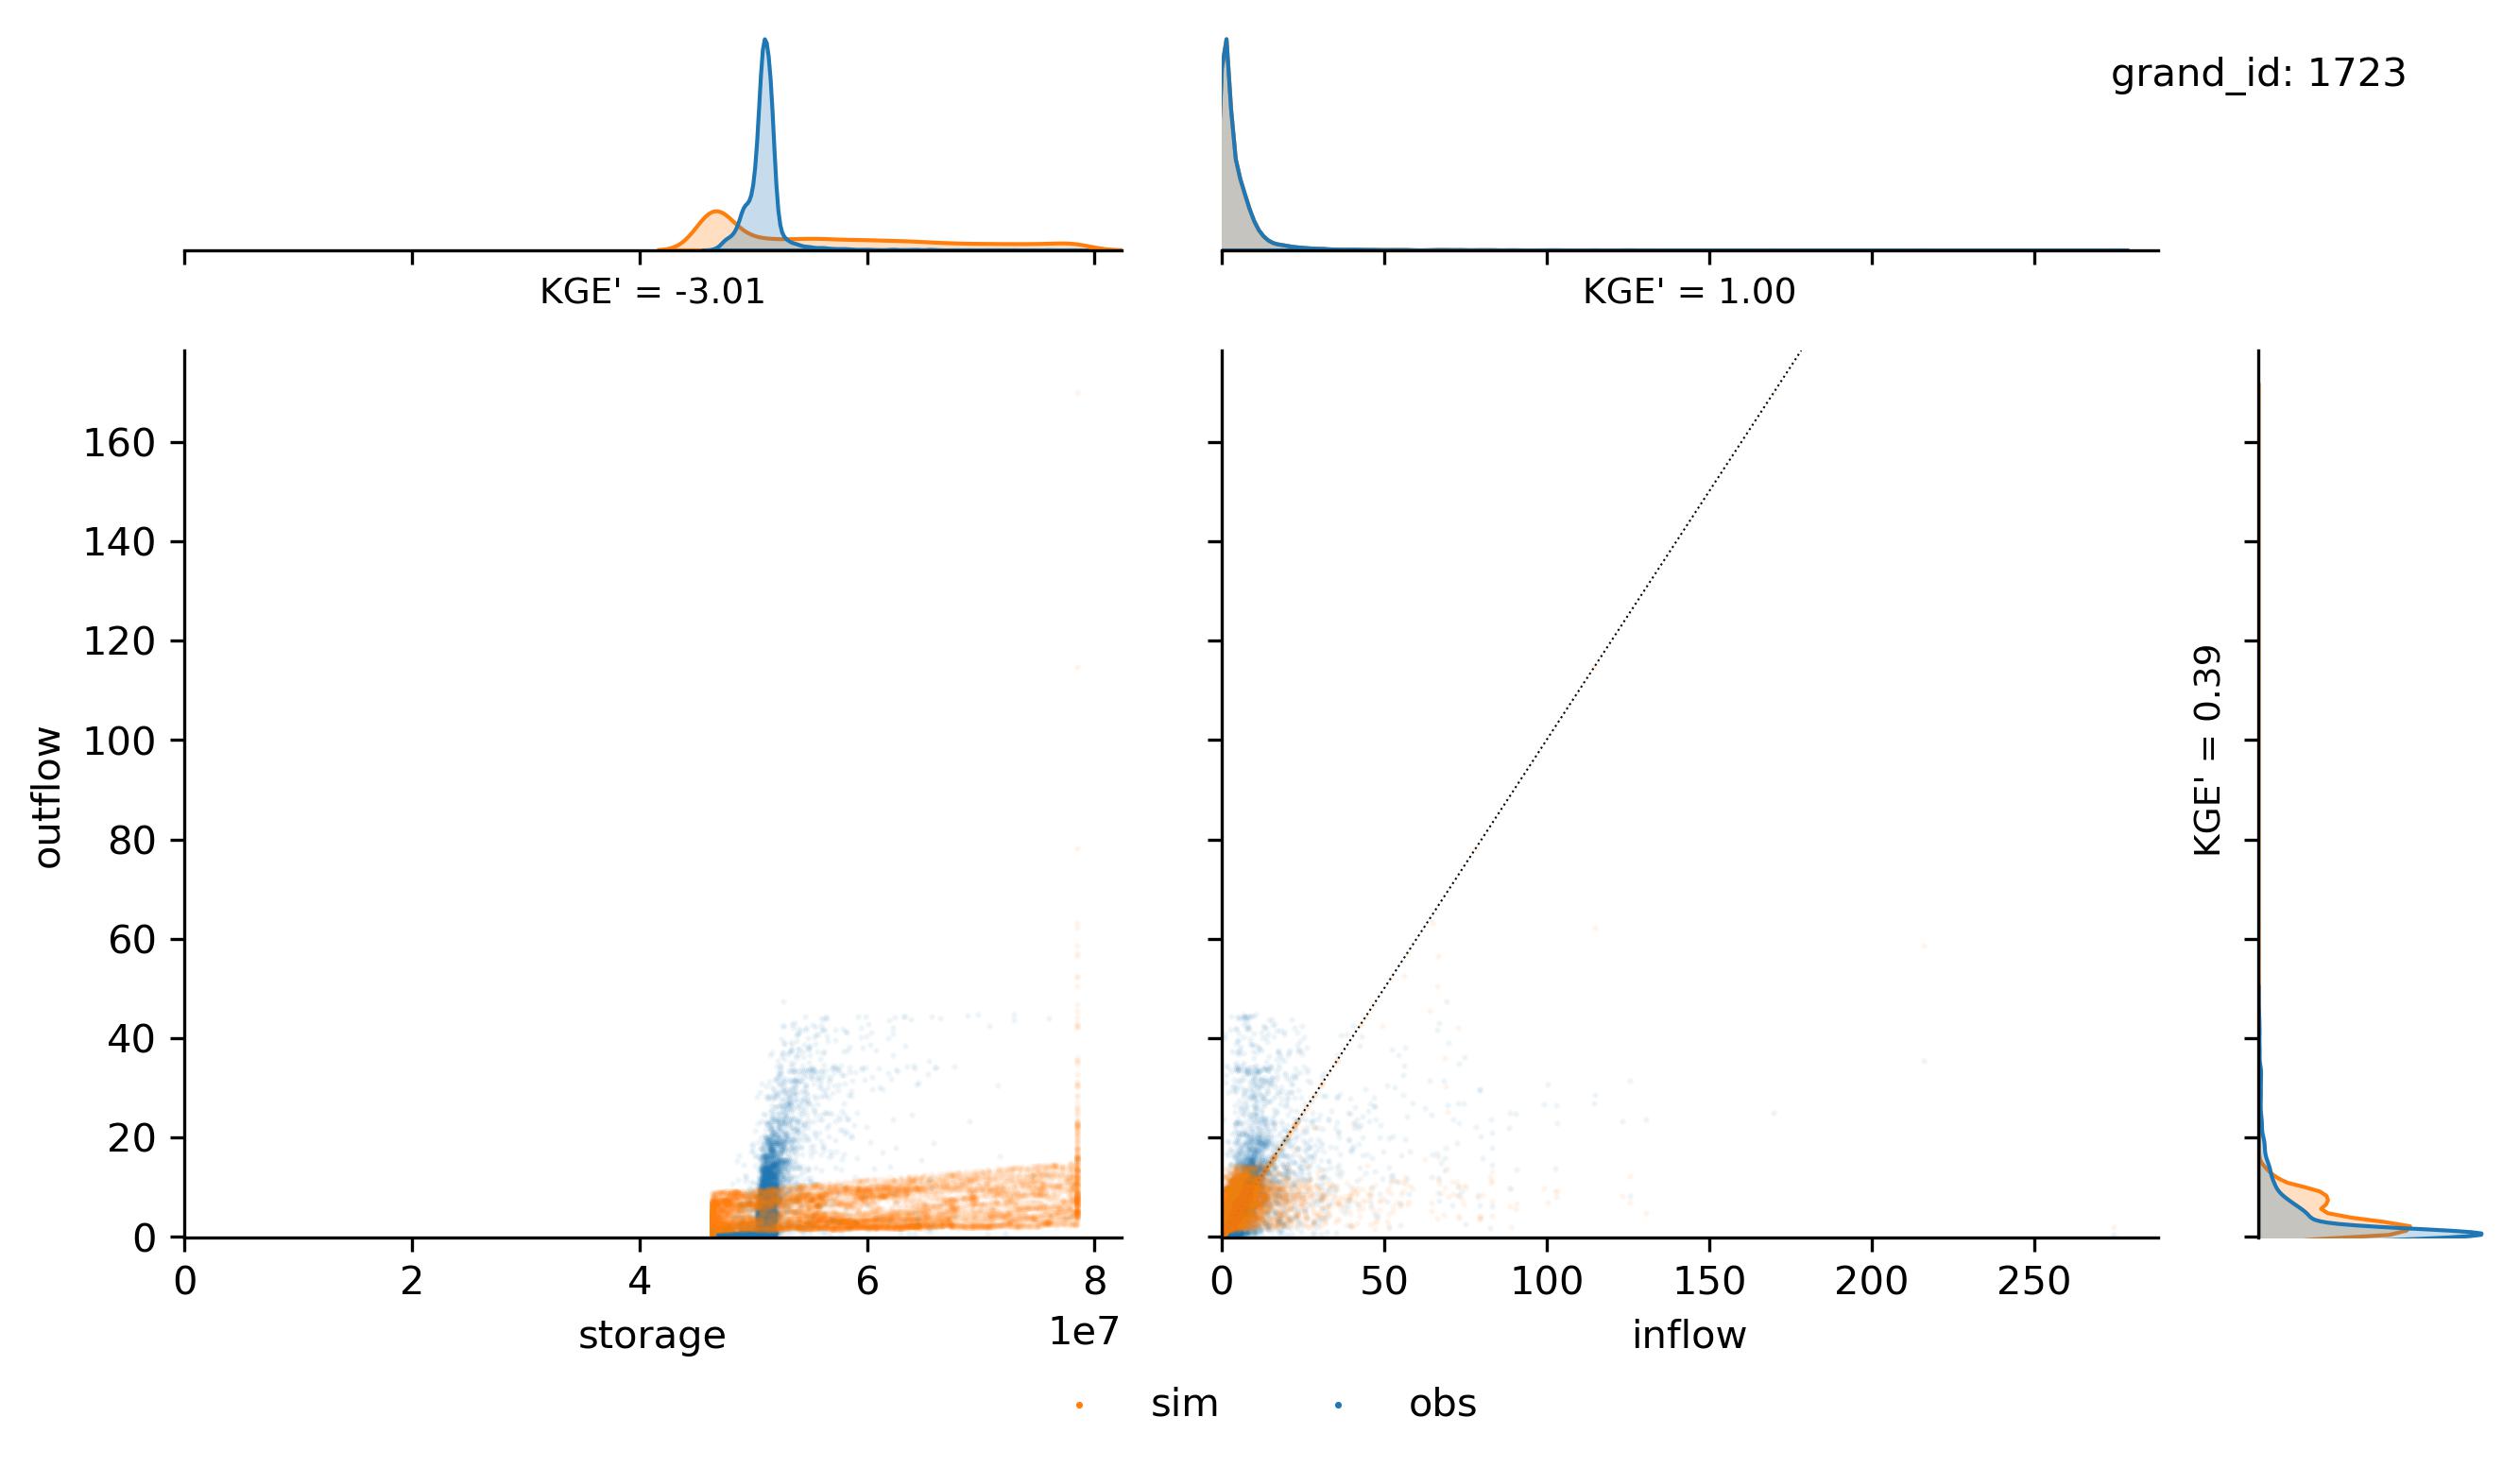 grand_id: 1723
KGE' = -3.01
KGE' = 1.00
outflow
160
140
120
100
80
60
40
20
0
KGE' = 0.39
0 2 4 6 8
1e7
storage
0 50 100 150 200 250
inflow
sim obs